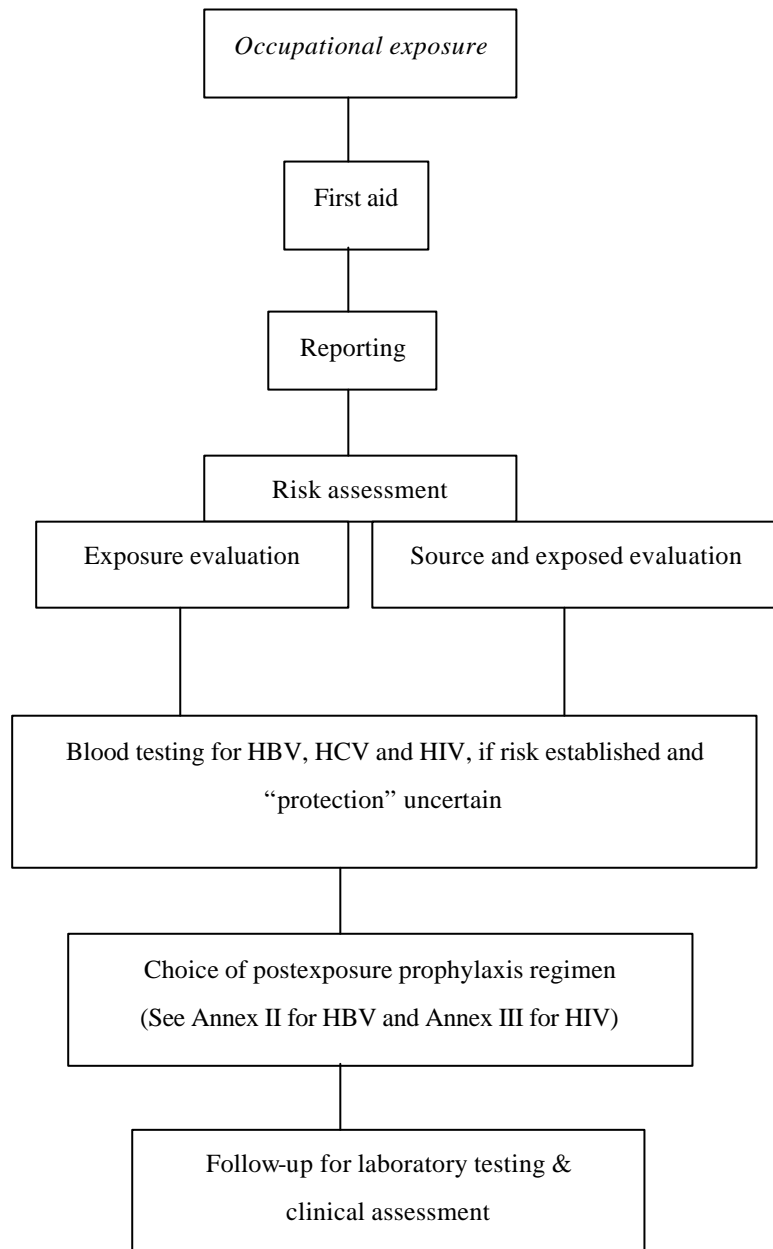 Occupational exposure
First aid
Reporting
Risk assessment
Exposure evaluation
Source and exposed evaluation
Blood testing for HBV, HCV and HIV, if risk established and
“protection” uncertain
Choice of postexposure prophylaxis regimen
(See Annex II for HBV and Annex III for HIV)
Follow-up for laboratory testing &
clinical assessment